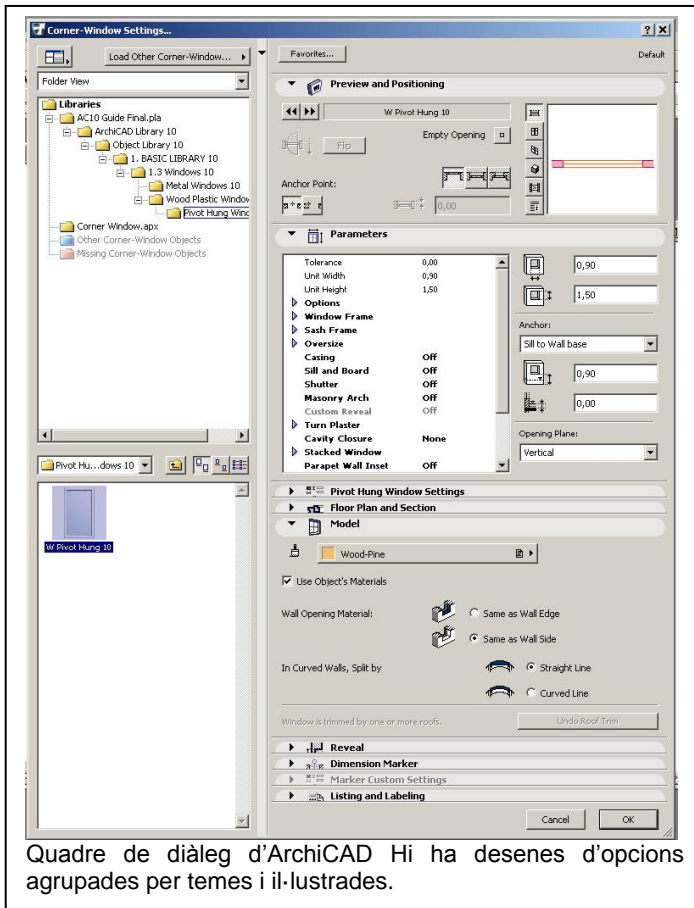 Corner-Window Settings...
Load Other Corner-Window...
Folder View
Libraries
AC10 Guide Final.pla
ArchiCAD Library 10
Object Library 10
1. BASIC LIBRARY 10
1.3 Windows 10
Metal Windows 10
Wood Plastic Window
Pivot Hung Winc
Corner Window.apx
Other Corner-Window Objects
Missing Corner-Window Objects
Pivot Hu...dows 10
W Pivot Hung 10
Favorites...
Default
Preview and Positioning
W Pivot Hung 10
Flip
Empty Opening
Anchor Point:
0,00
Parameters
Tolerance 0,00
Unit Width 0,90
Unit Height 1,50
Options
Window Frame
Sash Frame
Oversize
Casing Off
Sill and Board Off
Shutter Off
Masonry Arch Off
Custom Reveal Off
Turn Plaster
Cavity Closure None
Stacked Window
Parapet Wall Inset Off
0,90
1,50
Anchor:
Sill to Wall base
0,90
0,00
Opening Plane:
Vertical
Pivot Hung Window Settings
Floor Plan and Section
Model
Wood-Pine
Use Object's Materials
Wall Opening Material:
Same as Wall Edge
Same as Wall Side
In Curved Walls, Split by
Straight Line
Curved Line
Window is trimmed by one or more roofs.
Undo Roof Trim
Reveal
Dimension Marker
Marker Custom Settings
Listing and Labeling
Cancel
OK
Quadre de diàleg d'ArchiCAD Hi ha desenes d'opcions
agrupades per temes i il·lustrades.